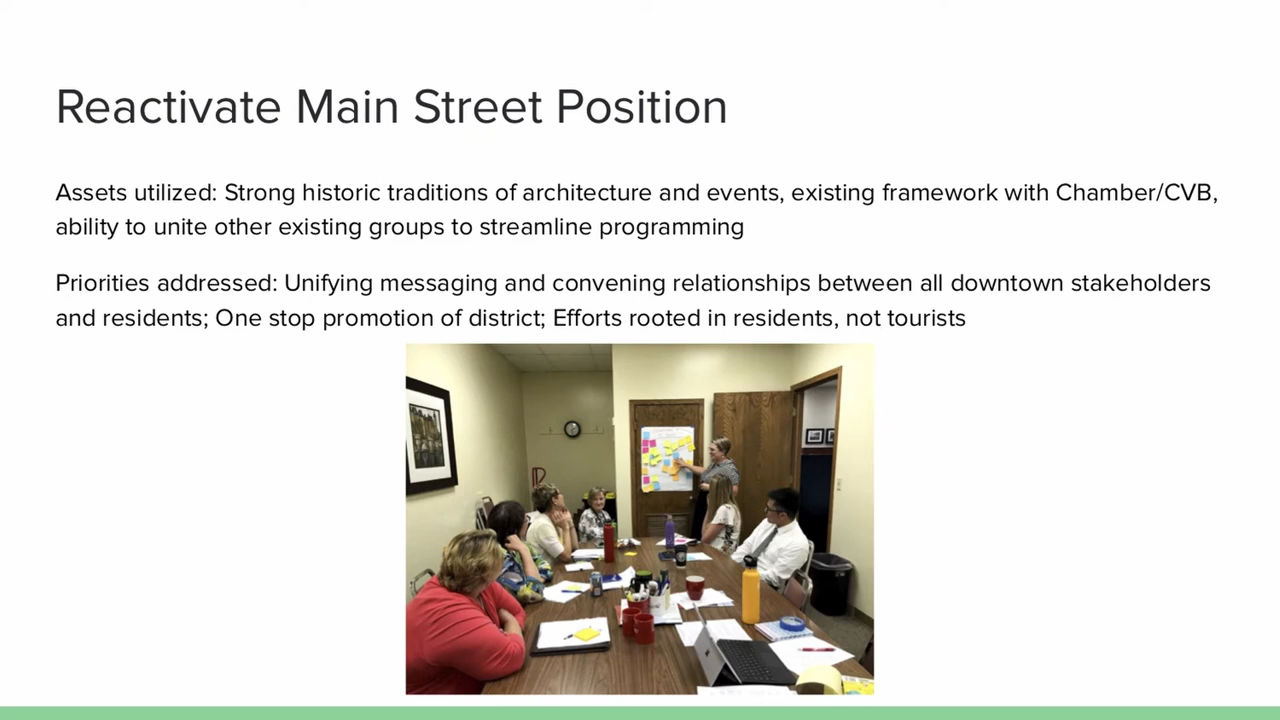 Reactivate Main Street Position
Assets utilized: Strong historic traditions of architecture and events, existing framework with Chamber/CVB,
ability to unite other existing groups to streamline programming
Priorities addressed: Unifying messaging and convening relationships between all downtown stakeholders
and residents; One stop promotion of district; Efforts rooted in residents, not tourists